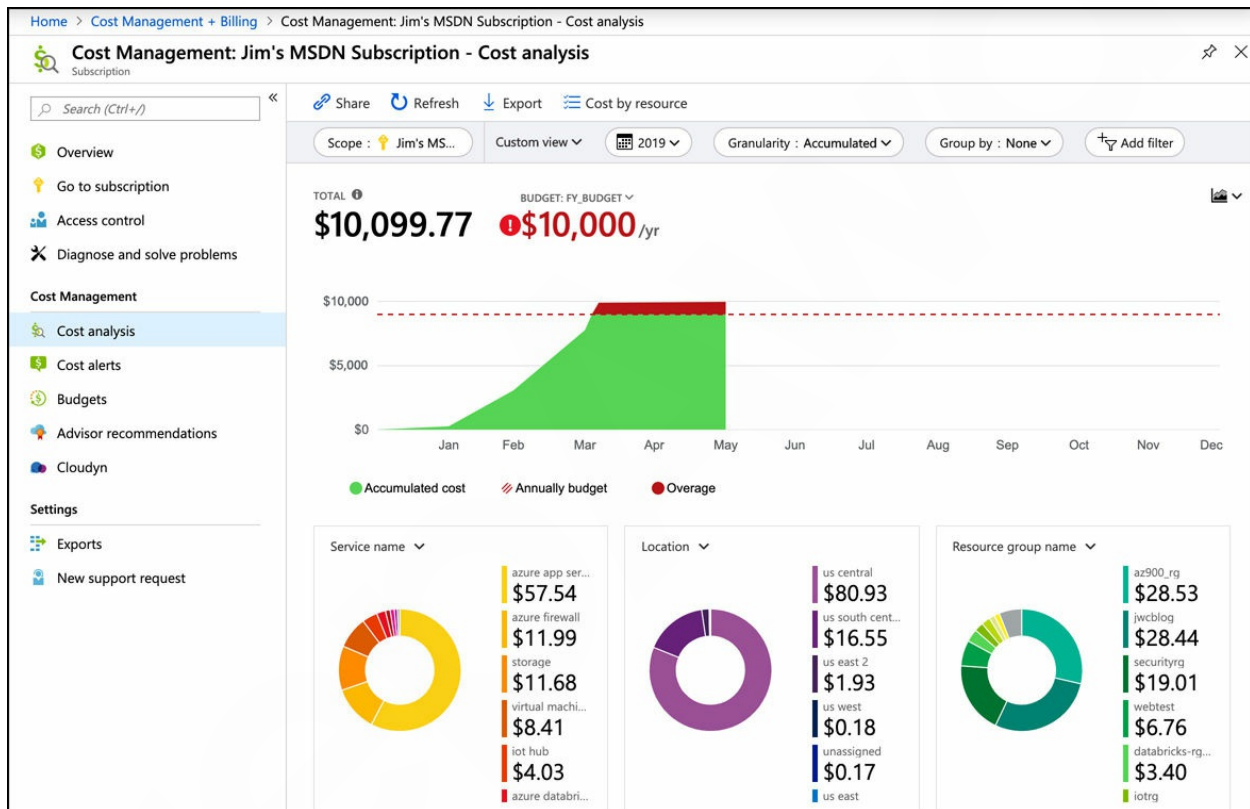 Home > Cost Management + Billing > Cost Management: Jim's MSDN Subscription - Cost analysis
Cost Management: Jim's MSDN Subscription - Cost analysis
Subscription
Search (Ctrl+/)
«
Overview
Go to subscription
Access control
Diagnose and solve problems
Cost Management
Cost analysis
Cost alerts
Budgets
Advisor recommendations
Cloudyn
Settings
Exports
New support request
Share Refresh Export Cost by resource
Scope : Jim's MS... Custom view 2019 Granularity : Accumulated Group by : None Add filter
TOTAL BUDGET: FY_BUDGET
$10,099.77 $10,000 /yr
$10,000
$5,000
$0
Jan Feb Mar Apr May Jun Jul Aug Sep Oct Nov Dec
Accumulated cost Annually budget Overage
Service name
azure app ser...
$57.54
azure firewall
$11.99
storage
$11.68
virtual machi...
$8.41
iot hub
$4.03
azure databri...
Location
us central
$80.93
us south cent...
$16.55
us east 2
$1.93
us west
$0.18
unassigned
$0.17
us east
Resource group name
az900_rg
$28.53
jwcblog
$28.44
securityrg
$19.01
webtest
$6.76
databricks-rg...
$3.40
iotrg